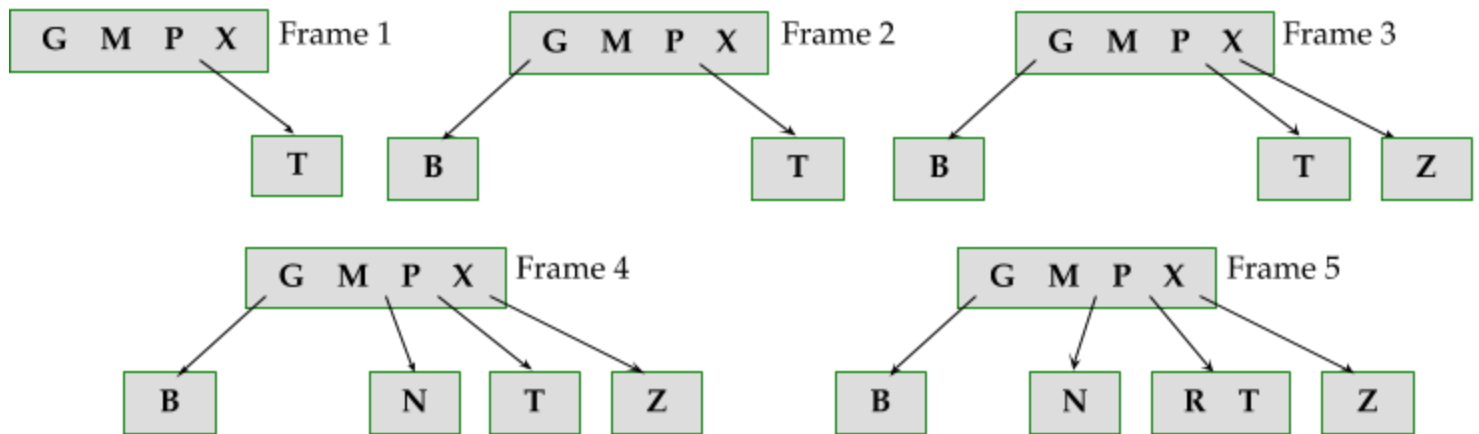 G M P X Frame 1
T
G M P X Frame 2
B T
G M P X Frame 3
B T Z
G M P X Frame 4
B N T Z
G M P X Frame 5
B N R T Z